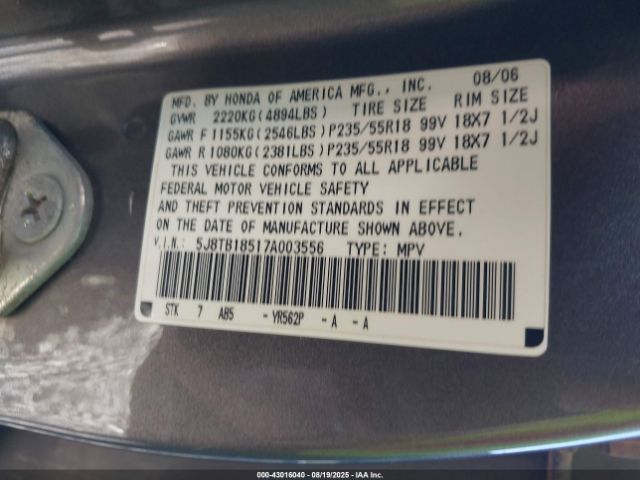 MFD. BY HONDA OF AMERICA MFG., INC. 08/06
GVWR 2220KG(4894LBS) TIRE SIZE RIM SIZE
GAWR F 1155KG(2546LBS) P235/55R18 99V 18X7 1/2J
GAWR R 1080KG(2381LBS) P235/55R18 99V 18X7 1/2J
THIS VEHICLE CONFORMS TO ALL APPLICABLE
FEDERAL MOTOR VEHICLE SAFETY
AND THEFT PREVENTION STANDARDS IN EFFECT
ON THE DATE OF MANUFACTURE SHOWN ABOVE.
V.I.N.: 5J8TB18517A003556 TYPE: MPV
STK 7 AB5 -YR562P -A -A
000-43016040 - 08/19/2025 - IAA Inc.